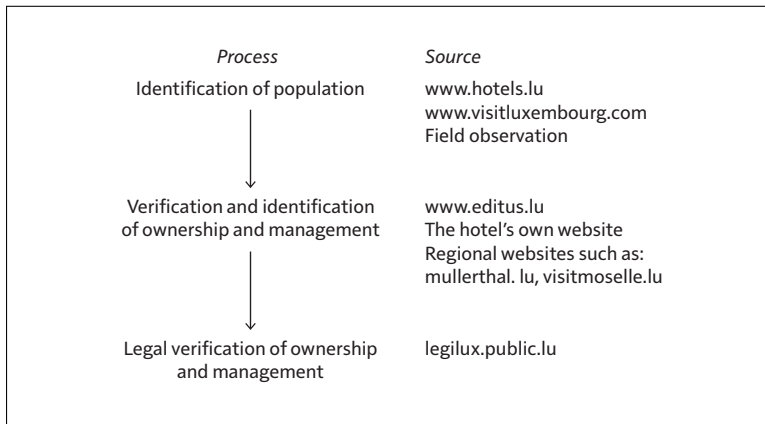 Process Source
Identification of population www.hotels.lu
www.visitluxembourg.com
Field observation
Verification and identification www.editus.lu
of ownership and management The hotel's own website
Regional websites such as:
mullerthal. lu, visitmoselle.lu
Legal verification of ownership legilux.public.lu
and management